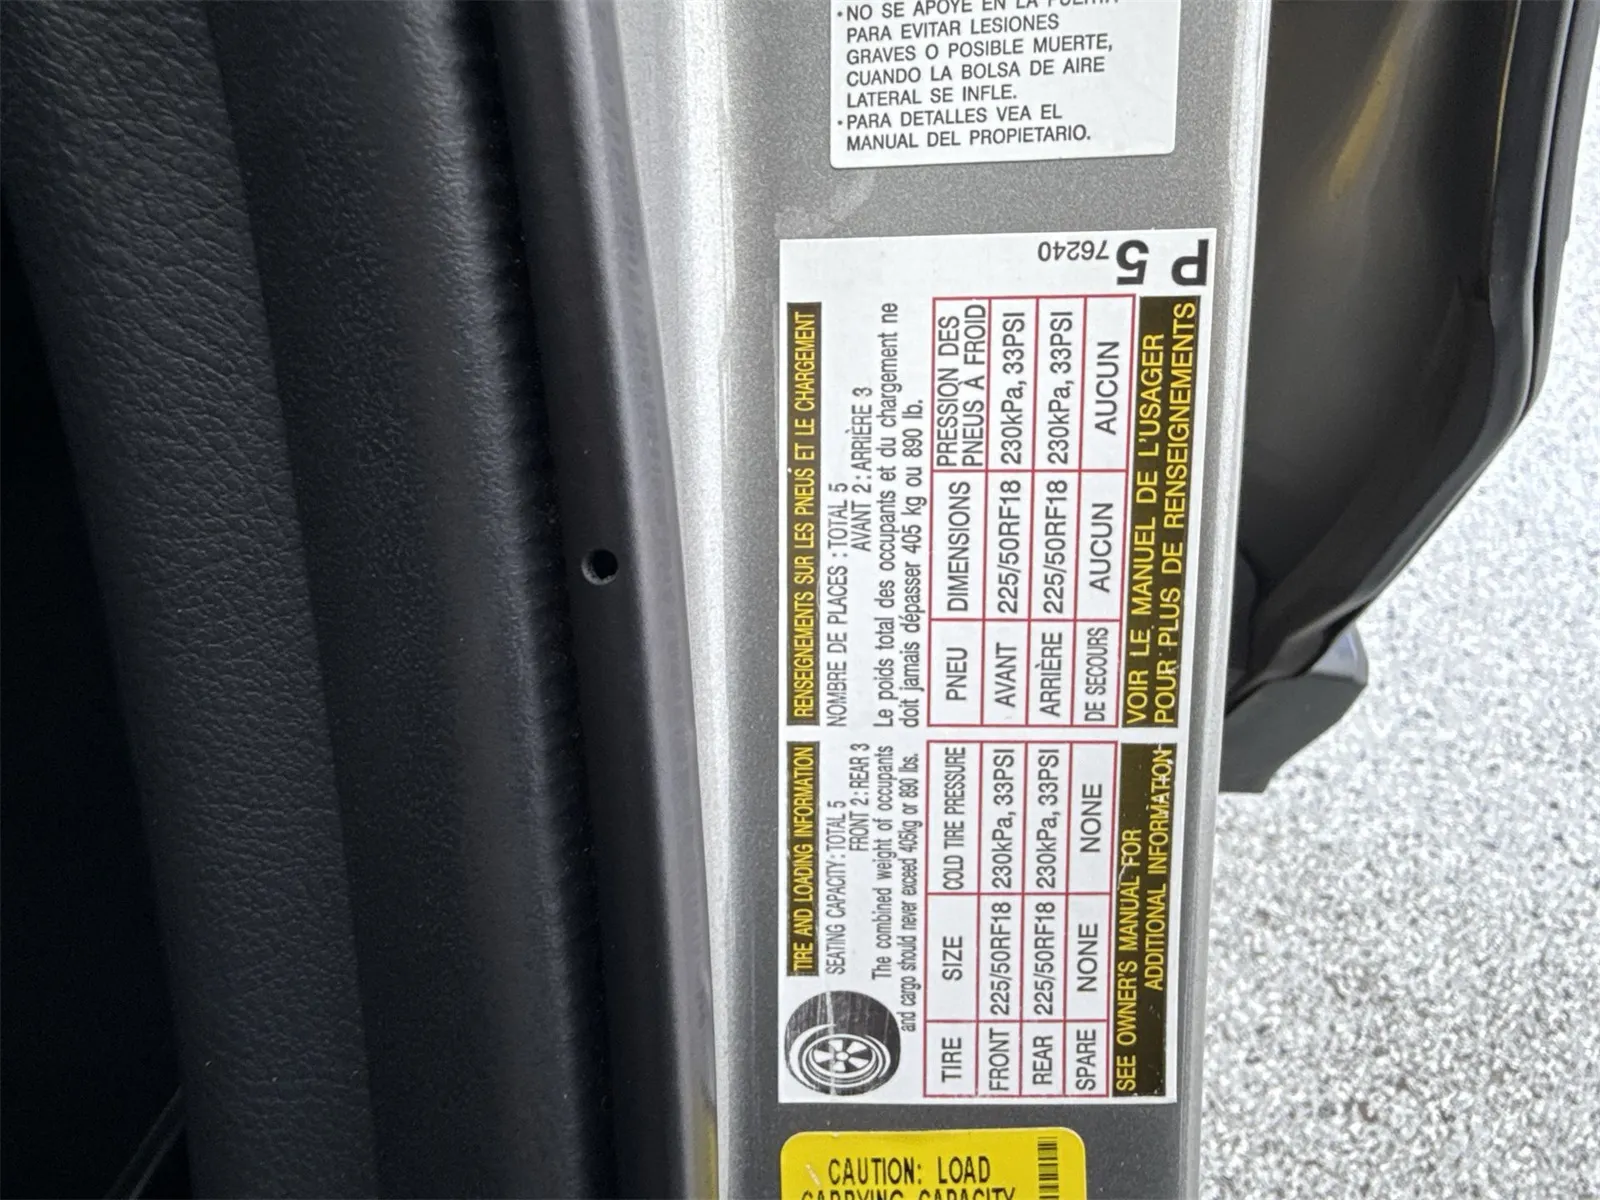 •NO SE APOYE EN LA PUERTA
PARA EVITAR LESIONES
GRAVES O POSIBLE MUERTE,
CUANDO LA BOLSA DE AIRE
LATERAL SE INFLE.
•PARA DETALLES VEA EL
MANUAL DEL PROPIETARIO.
TIRE AND LOADING INFORMATION
SEATING CAPACITY: TOTAL 5
FRONT 2: REAR 3
The combined weight of occupants
and cargo should never exceed 405kg or 890 lbs.
TIRE SIZE COLD TIRE PRESSURE
FRONT 225/50RF18 230kPa, 33PSI
REAR 225/50RF18 230kPa, 33PSI
SPARE NONE NONE
SEE OWNER'S MANUAL FOR
ADDITIONAL INFORMATION
RENSEIGNEMENTS SUR LES PNEUS ET LE CHARGEMENT
NOMBRE DE PLACES : TOTAL 5
AVANT 2: ARRIÈRE 3
Le poids total des occupants et du chargement ne
doit jamais dépasser 405 kg ou 890 lb.
PNEU DIMENSIONS PRESSION DES
PNEUS À FROID
AVANT 225/50RF18 230kPa, 33PSI
ARRIÈRE 225/50RF18 230kPa, 33PSI
DE SECOURS AUCUN AUCUN
VOIR LE MANUEL DE L'USAGER
POUR PLUS DE RENSEIGNEMENTS
76240
5
P
CAUTION: LOAD
CARRYING CAPACITY